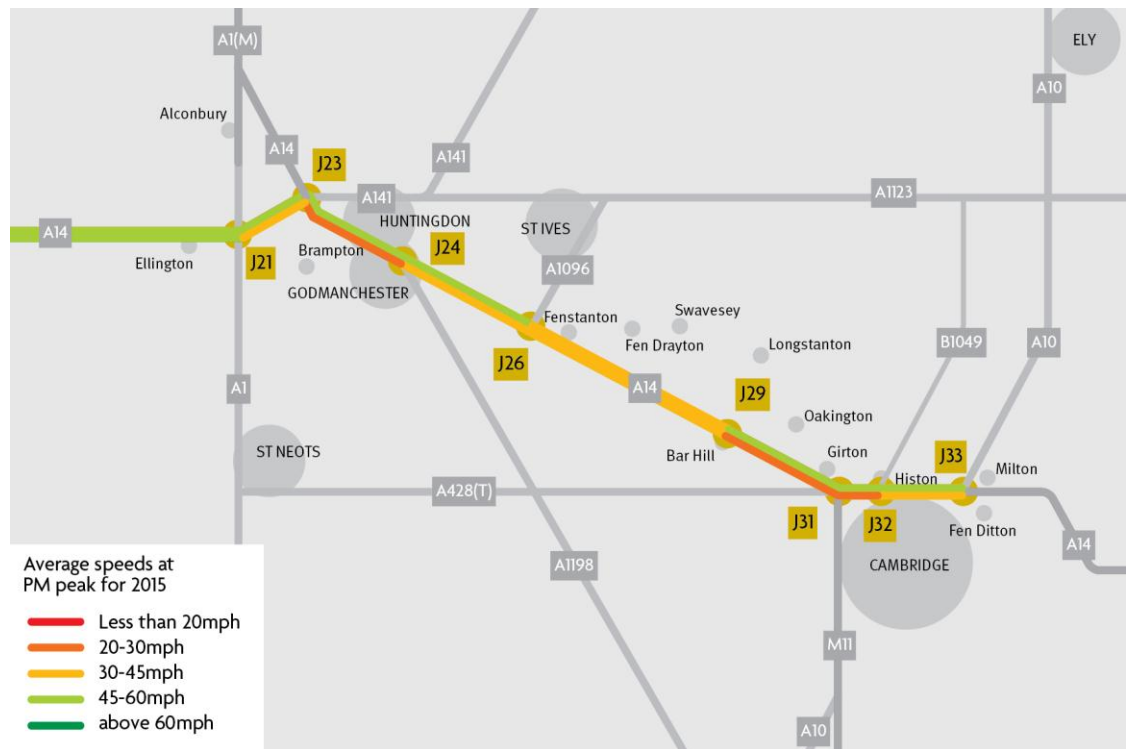 A1(M)
ELY
A10
Alconbury
A14
J23
A141
A141
A1123
HUNTINGDON
ST IVES
A14
J24
Ellington
J21
Brampton
GODMANCHESTER
A1096
Fenstanton
Swavesey
Fen Drayton
B1049
A10
Longstanton
J26
A1
A14
J29
Oakington
Bar Hill
Girton
ST NEOTS
J33
Milton
Histon
A428(T)
J31
J32
Fen Ditton
A14
A1198
CAMBRIDGE
M11
A10
Average speeds at
PM peak for 2015
Less than 20mph
20-30mph
30-45mph
45-60mph
above 60mph